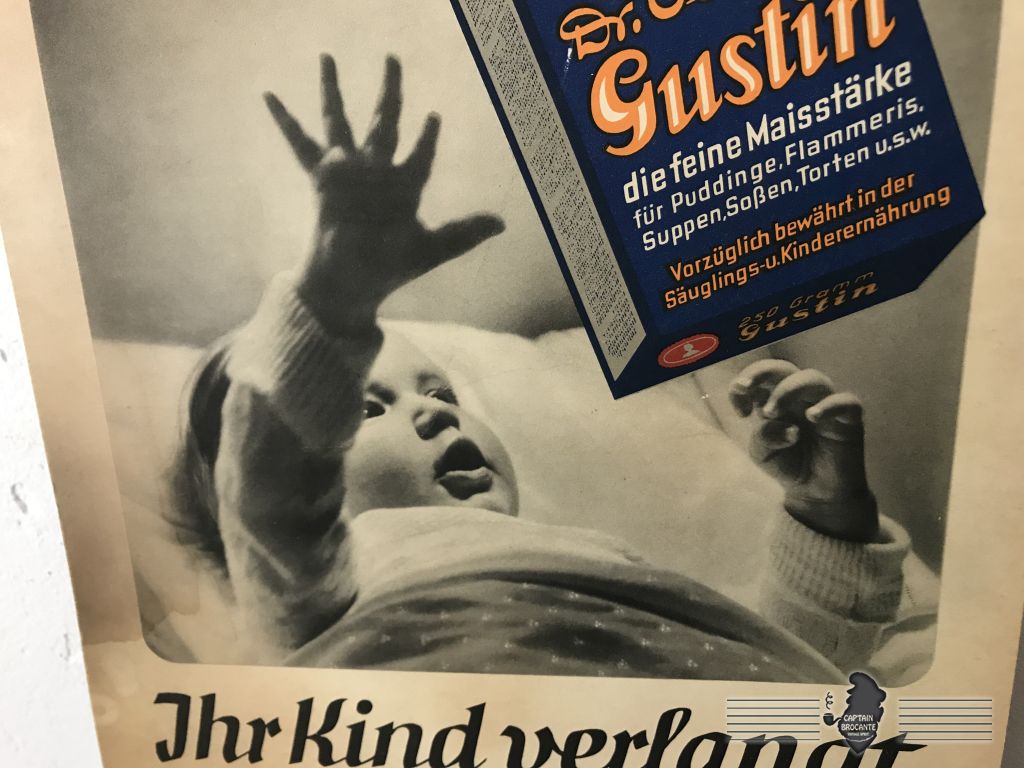 Dr.
Gustin
die feine Maisstärke
für Puddinge, Flammeris,
Suppen, Soßen, Torten u.s.w.
Vorzüglich bewährt in der
Säuglings-u. Kinderernährung
250 Gramm
Gustin
Ihr Kind verlangt
CAPTAIN
BROCANTE